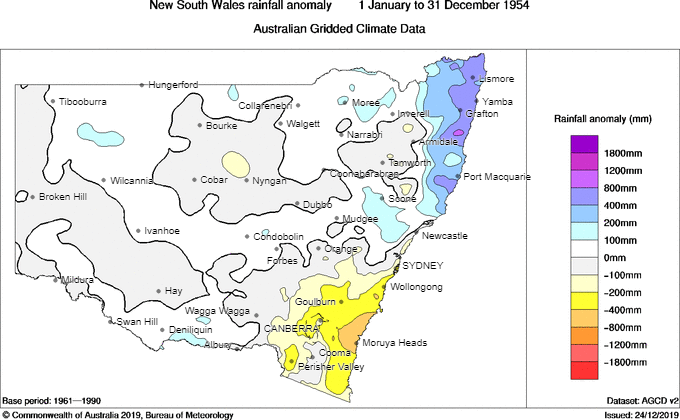 New South Wales rainfall anomaly 1 January to 31 December 1954
Australian Gridded Climate Data
Lismore
Hungerford
Tibooburra
Collarenebri
Moree
Yamba
Inverell
Grafton
Bourke
Walgett
Narrabri
Armidale
Tamworth
Coonabarabran
Wilcannia
Cobar
Nyngan
Port Macquarie
Broken Hill
Scone
Dubbo
Mudgee
Ivanhoe
Condobolin
Newcastle
Orange
Forbes
SYDNEY
Mildura
Hay
Wollongong
Goulburn
Wagga Wagga
Swan Hill
Deniliquin
CANBERRA
Albury
Moruya Heads
Cooma
Perisher Valley
Rainfall anomaly (mm)
1800mm
1200mm
800mm
400mm
200mm
100mm
0mm
-100mm
-200mm
-400mm
-800mm
-1200mm
-1800mm
Base period: 1961—1990
Dataset: AGCD v2
© Commonwealth of Australia 2019, Bureau of Meteorology
Issued: 24/12/2019